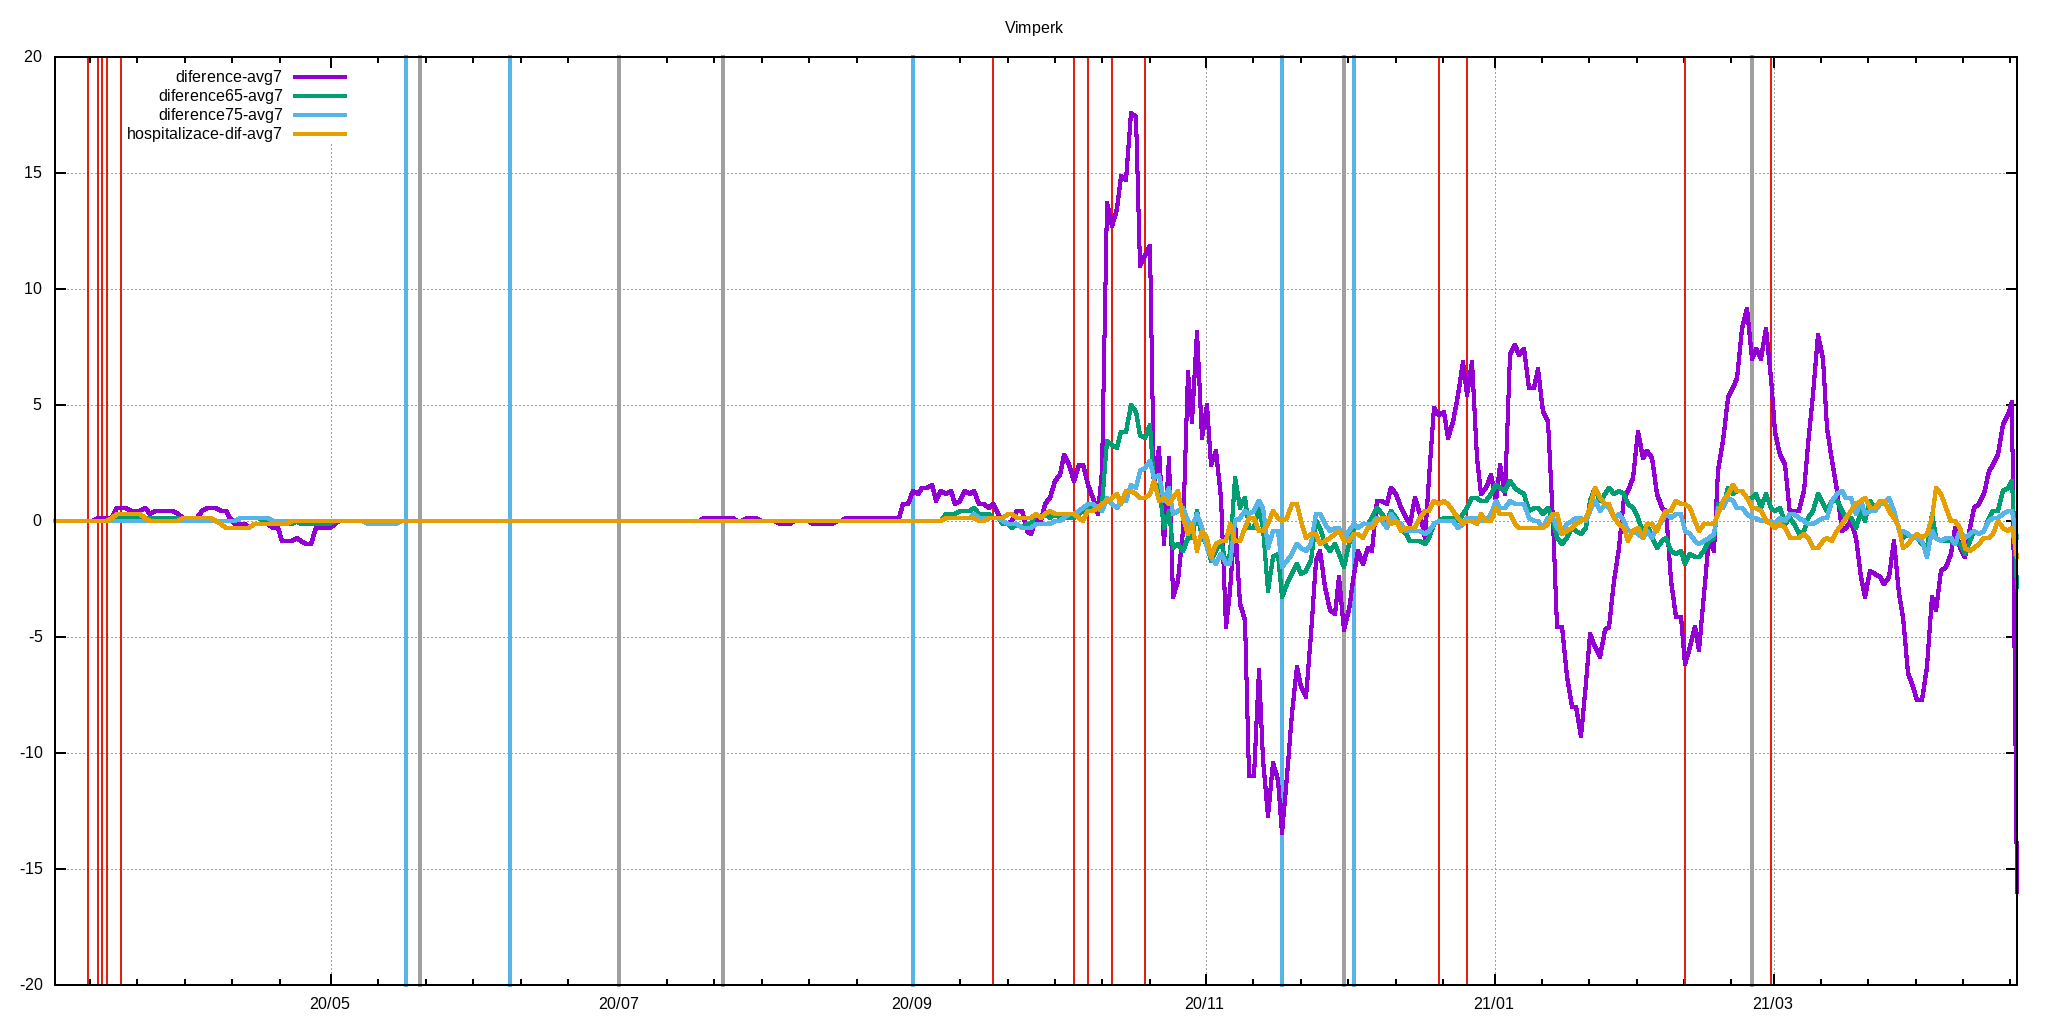 Vimperk
20
diference-avg7
diference65-avg7
diference75-avg7
hospitalizace-dif-avg7
15
10
5
0
-5
-10
-15
-20
20/05 20/07 20/09 20/11 21/01 21/03